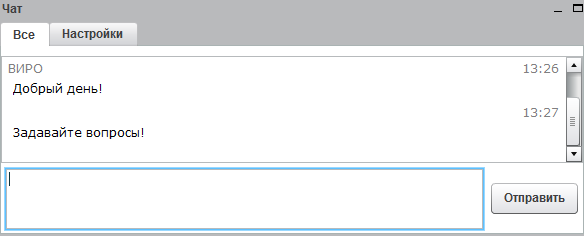 Чат
Все Настройки
ВИРО 13:26
Добрый день!
13:27
Задавайте вопросы!
Отправить